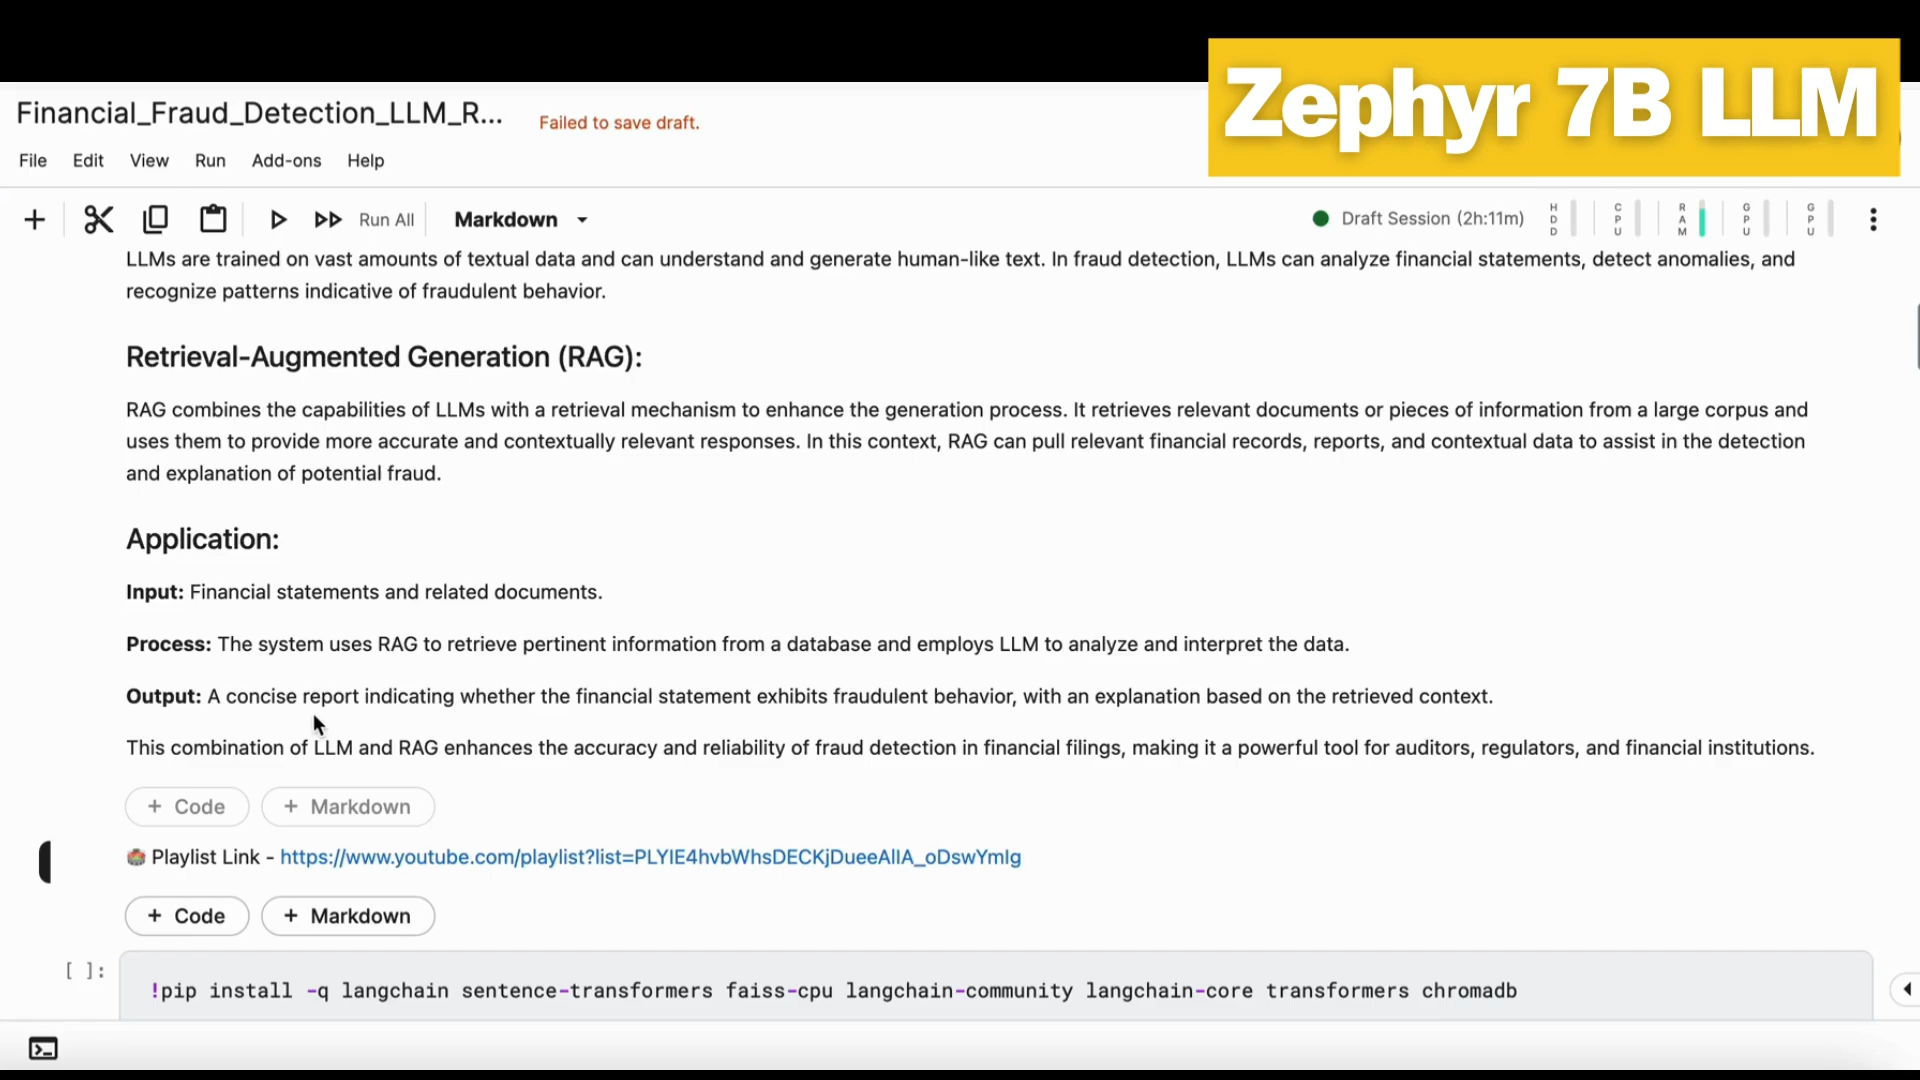 Zephyr 7B LLM
Financial_Fraud_Detection_LLM_R...
Failed to save draft.
File Edit View Run Add-ons Help
Run All
Markdown
Draft Session (2h:11m)
HDD
CPU
RAM
GPU
GPU
LLMs are trained on vast amounts of textual data and can understand and generate human-like text. In fraud detection, LLMs can analyze financial statements, detect anomalies, and
recognize patterns indicative of fraudulent behavior.
Retrieval-Augmented Generation (RAG):
RAG combines the capabilities of LLMs with a retrieval mechanism to enhance the generation process. It retrieves relevant documents or pieces of information from a large corpus and
uses them to provide more accurate and contextually relevant responses. In this context, RAG can pull relevant financial records, reports, and contextual data to assist in the detection
and explanation of potential fraud.
Application:
Input: Financial statements and related documents.
Process: The system uses RAG to retrieve pertinent information from a database and employs LLM to analyze and interpret the data.
Output: A concise report indicating whether the financial statement exhibits fraudulent behavior, with an explanation based on the retrieved context.
This combination of LLM and RAG enhances the accuracy and reliability of fraud detection in financial filings, making it a powerful tool for auditors, regulators, and financial institutions.
+ Code + Markdown
Playlist Link - https://www.youtube.com/playlist?list=PLYIE4hvbWhsDECKjDueeAllA_oDswYmlg
+ Code + Markdown
[ ]:
!pip install -q langchain sentence-transformers faiss-cpu langchain-community langchain-core transformers chromadb